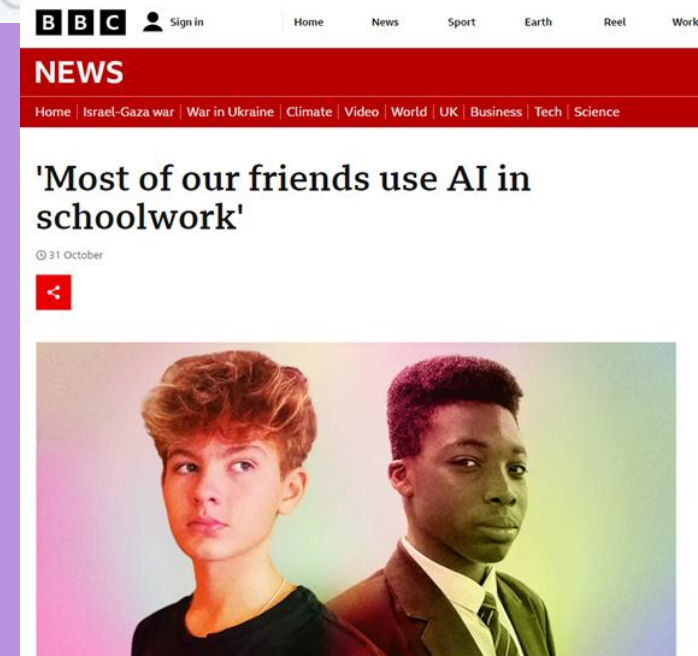 BBC Sign in Home News Sport Earth Reel Work
NEWS
Home Israel-Gaza war War in Ukraine Climate Video World UK Business Tech Science
'Most of our friends use AI in
schoolwork'
31 October